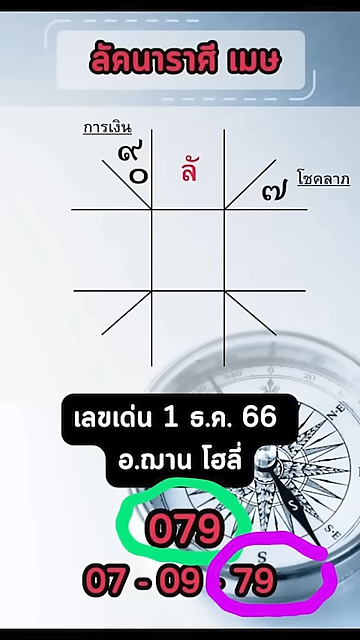 ลัคนาราศี เมษ
การเงิน
๙
๐
ลั
๗
โชคลาภ
เลขเด่น 1 ธ.ค. 66
อ.ฌาน โฮลี่
079
07 - 09 - 79